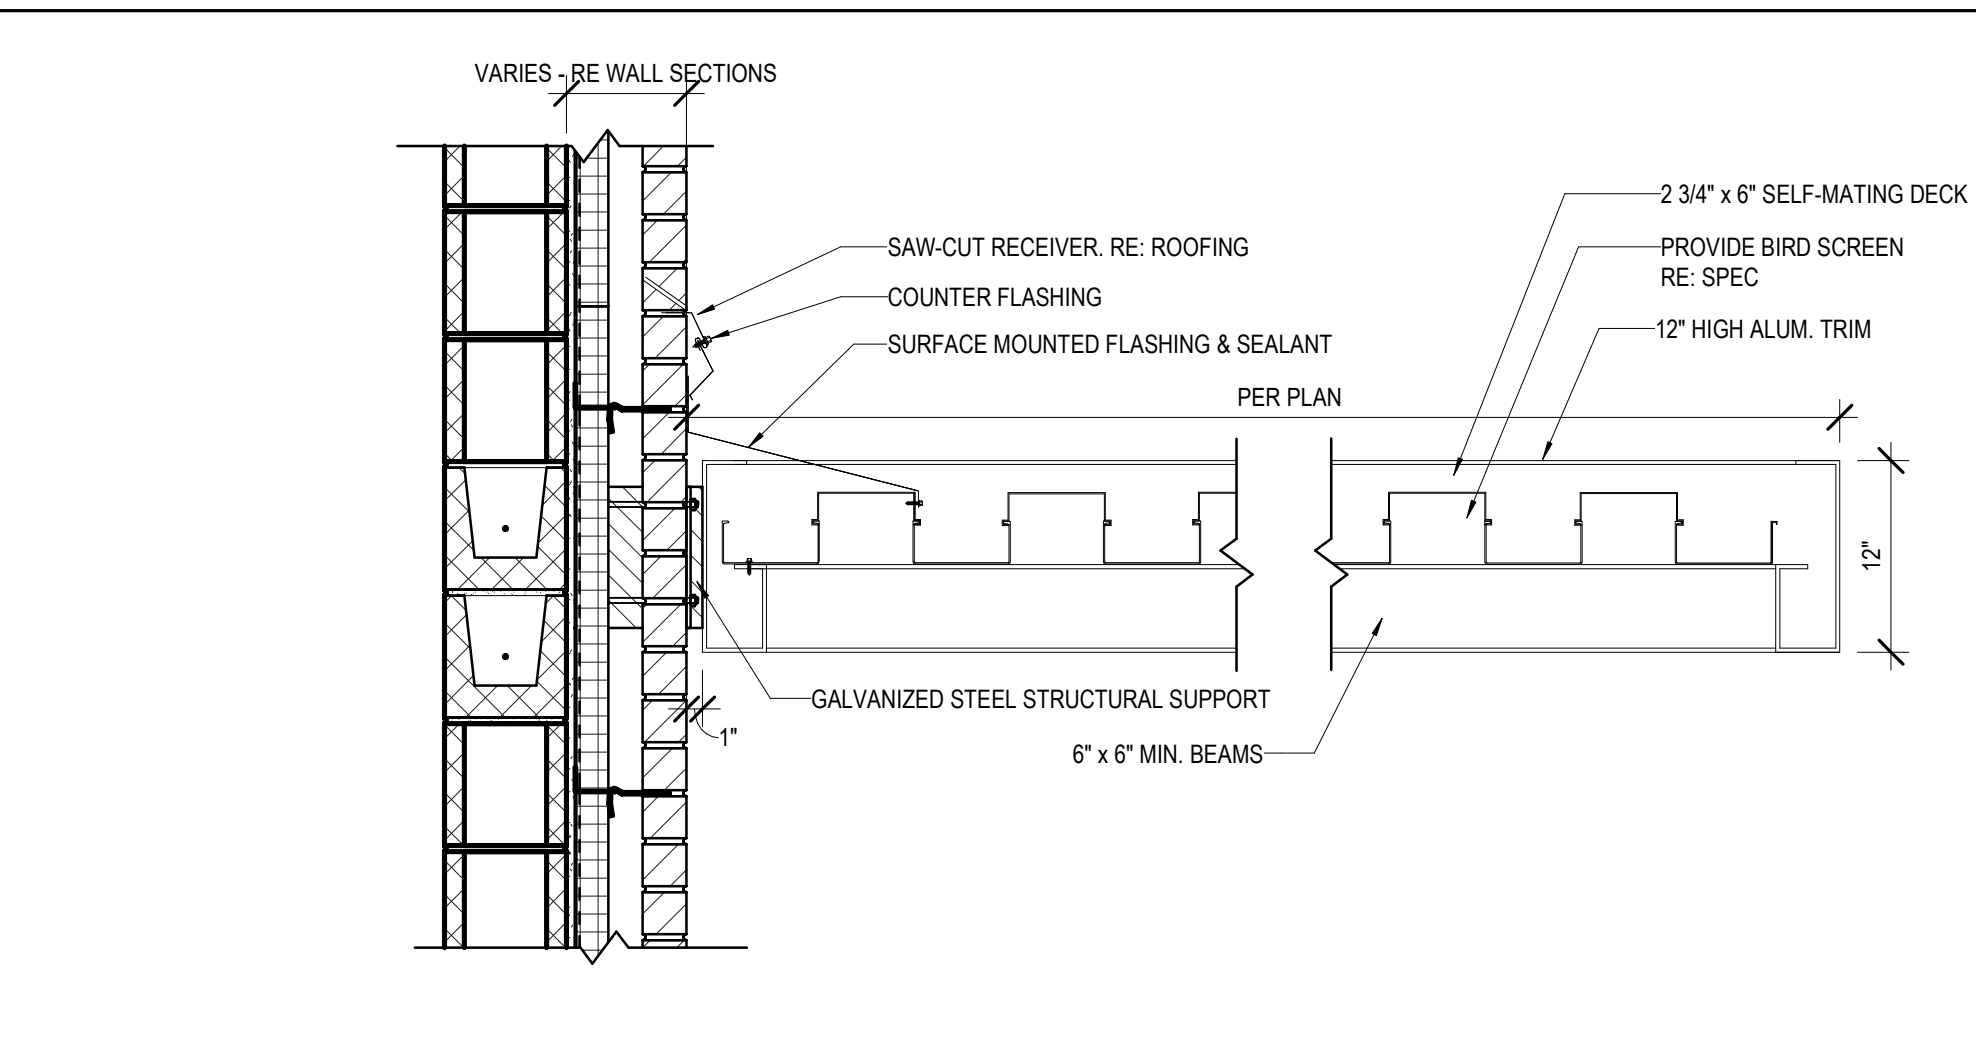 VARIES - RE WALL SECTIONS
2 3/4" x 6" SELF-MATING DECK
SAW-CUT RECEIVER. RE: ROOFING
PROVIDE BIRD SCREEN
RE: SPEC
COUNTER FLASHING
12" HIGH ALUM. TRIM
SURFACE MOUNTED FLASHING & SEALANT
PER PLAN
12"
GALVANIZED STEEL STRUCTURAL SUPPORT
1"
6" x 6" MIN. BEAMS